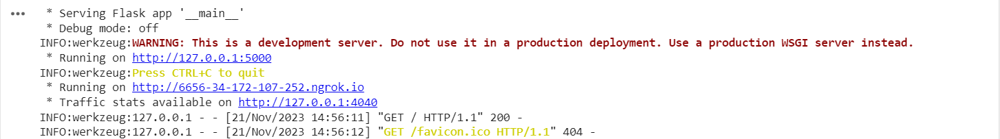 * Serving Flask app '__main__'
* Debug mode: off
INFO:werkzeug:WARNING: This is a development server. Do not use it in a production deployment. Use a production WSGI server instead.
* Running on http://127.0.0.1:5000
INFO:werkzeug:Press CTRL+C to quit
* Running on http://6656-34-172-107-252.ngrok.io
* Traffic stats available on http://127.0.0.1:4040
INFO:werkzeug:127.0.0.1 - - [21/Nov/2023 14:56:11] "GET / HTTP/1.1" 200 -
INFO:werkzeug:127.0.0.1 - - [21/Nov/2023 14:56:12] "GET /favicon.ico HTTP/1.1" 404 -